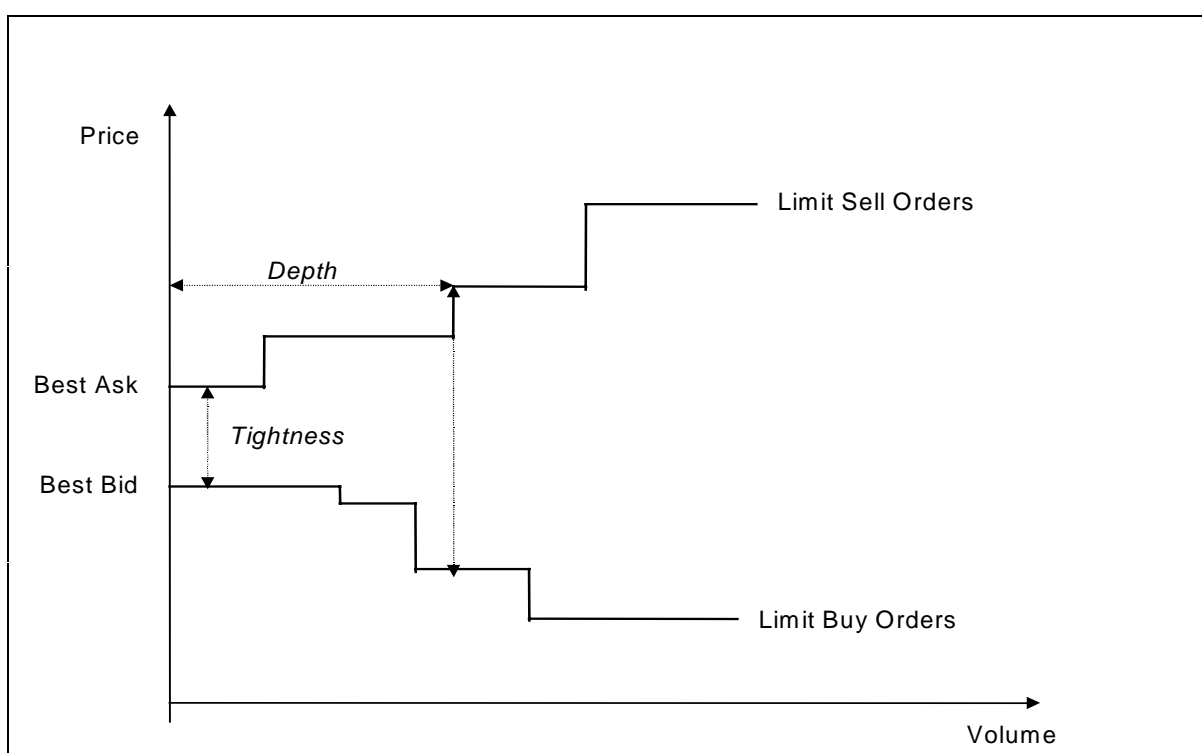 Price
Limit Sell Orders
Depth
Best Ask
Tightness
Best Bid
Limit Buy Orders
Volume